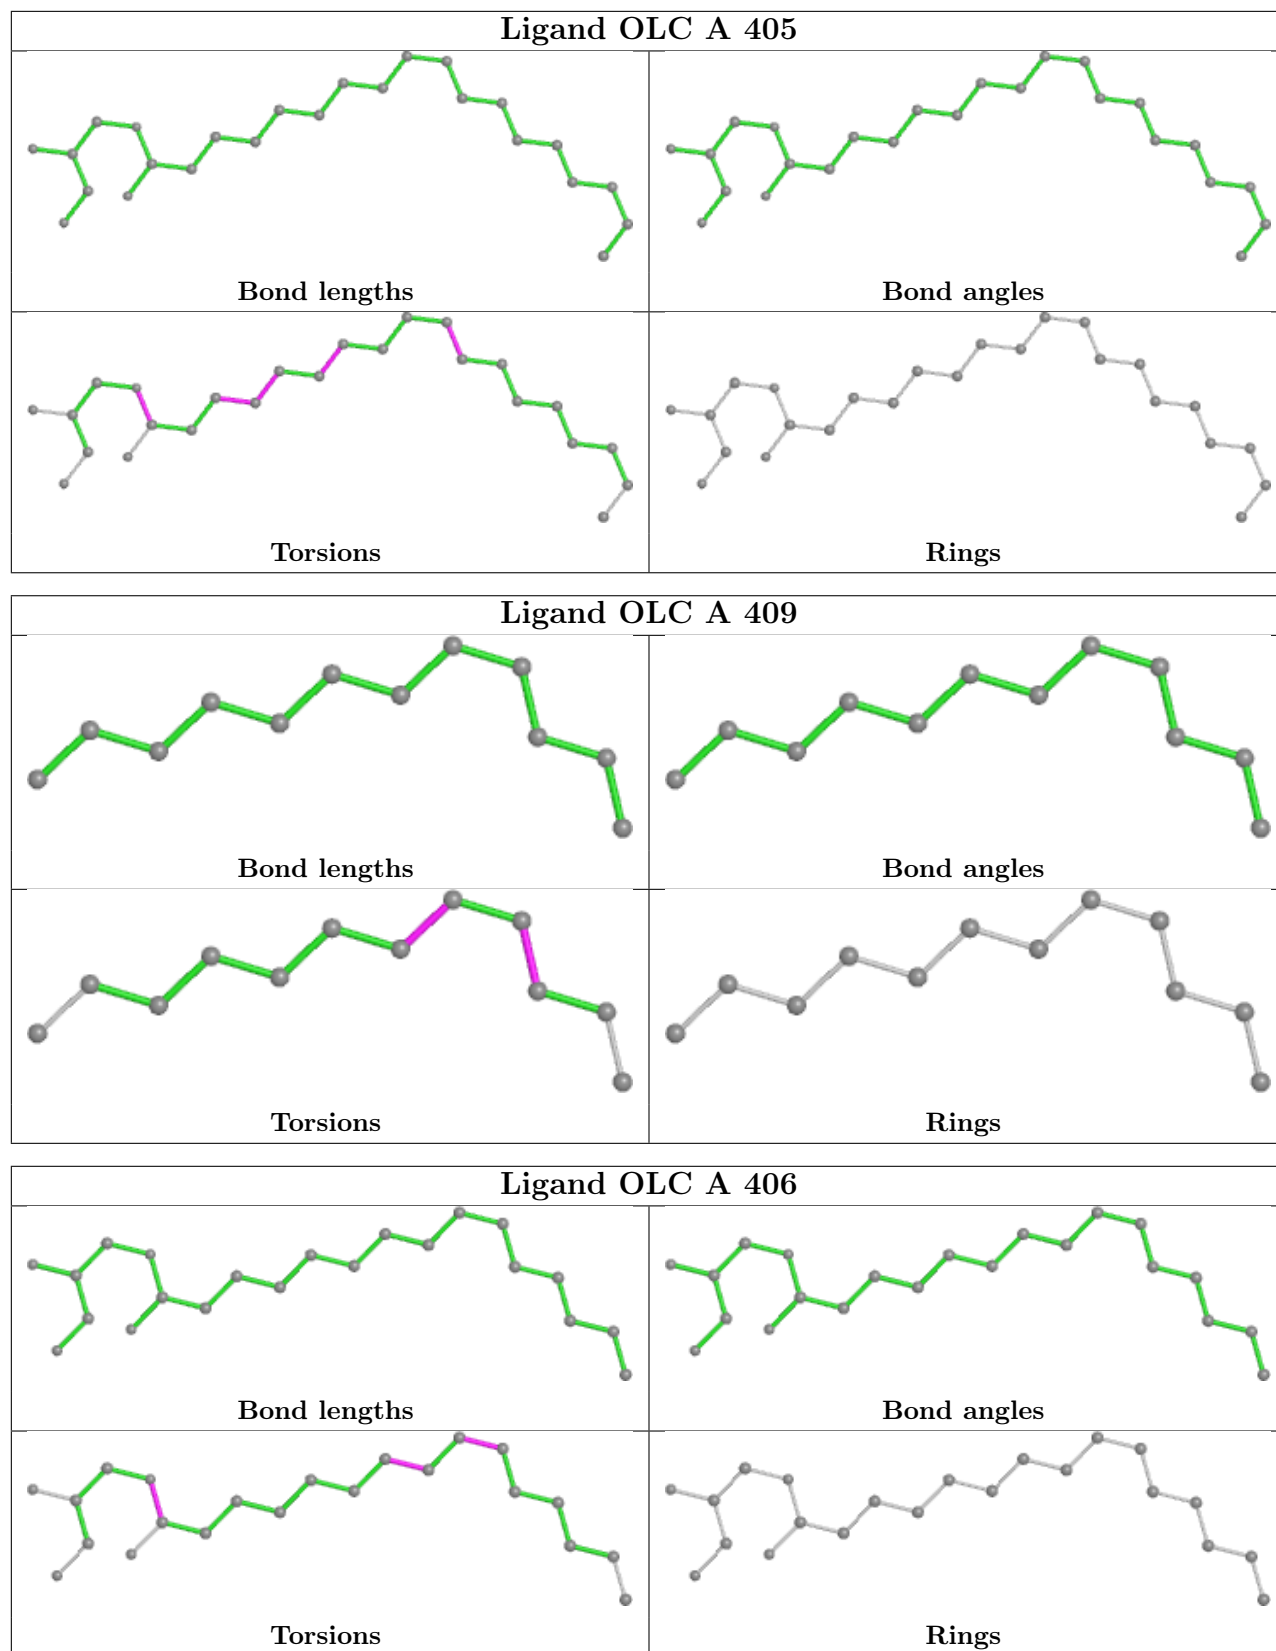 Ligand OLC A 405
Bond lengths
Bond angles
Torsions
Rings
Ligand OLC A 409
Bond lengths
Bond angles
Torsions
Rings
Ligand OLC A 406
Bond lengths
Bond angles
Torsions
Rings